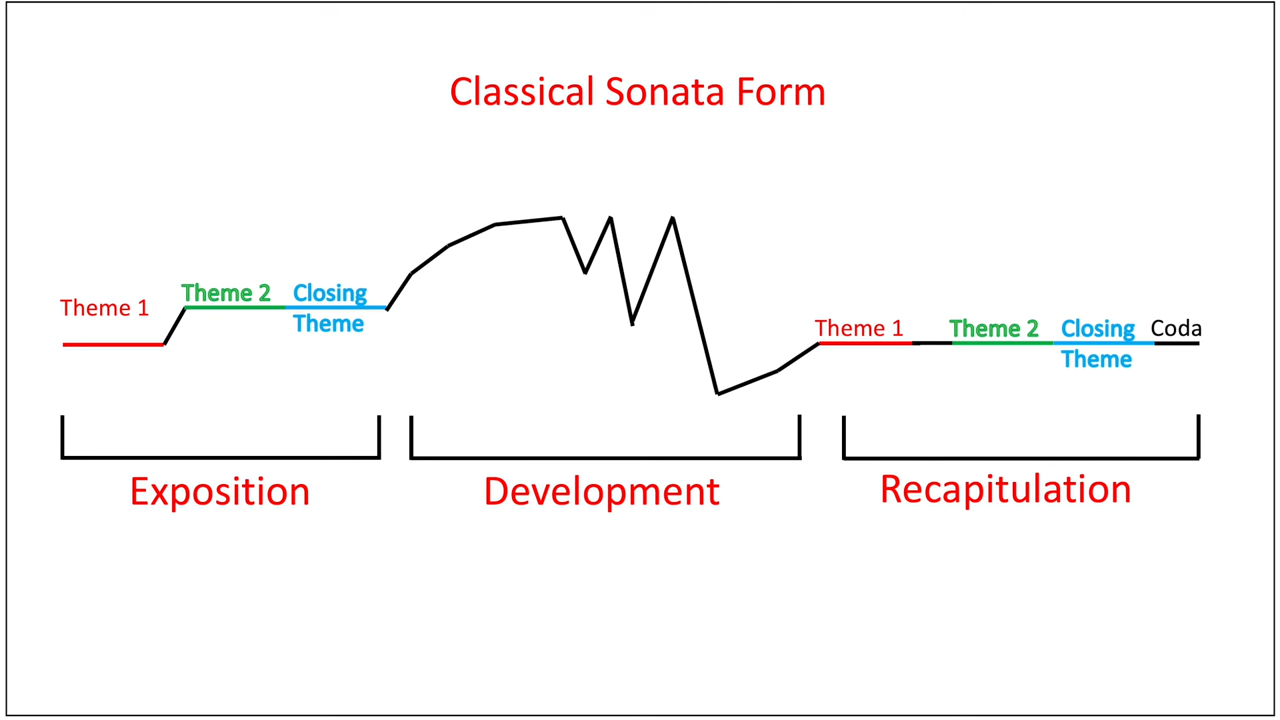 Classical Sonata Form
Theme 1
Theme 2
Closing
Theme
Theme 1
Theme 2
Closing
Theme
Coda
Exposition
Development
Recapitulation